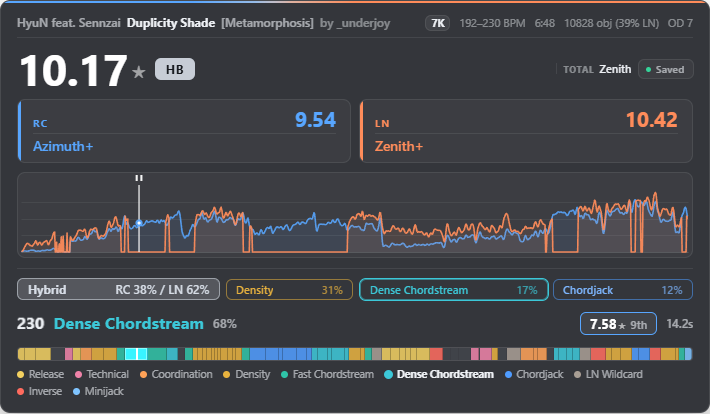 HyuN feat. Sennzai Duplicity Shade [Metamorphosis] by _underjoy 7K 192–230 BPM 6:48 10828 obj (39% LN) OD 7
10.17★ HB TOTAL Zenith Saved
RC 9.54
Azimuth+
LN 10.42
Zenith+
Hybrid RC 38% / LN 62% Density 31% Dense Chordstream 17% Chordjack 12%
230 Dense Chordstream 68% 7.58★ 9th 14.2s
Release Technical Coordination Density Fast Chordstream Dense Chordstream Chordjack LN Wildcard
Inverse Minijack